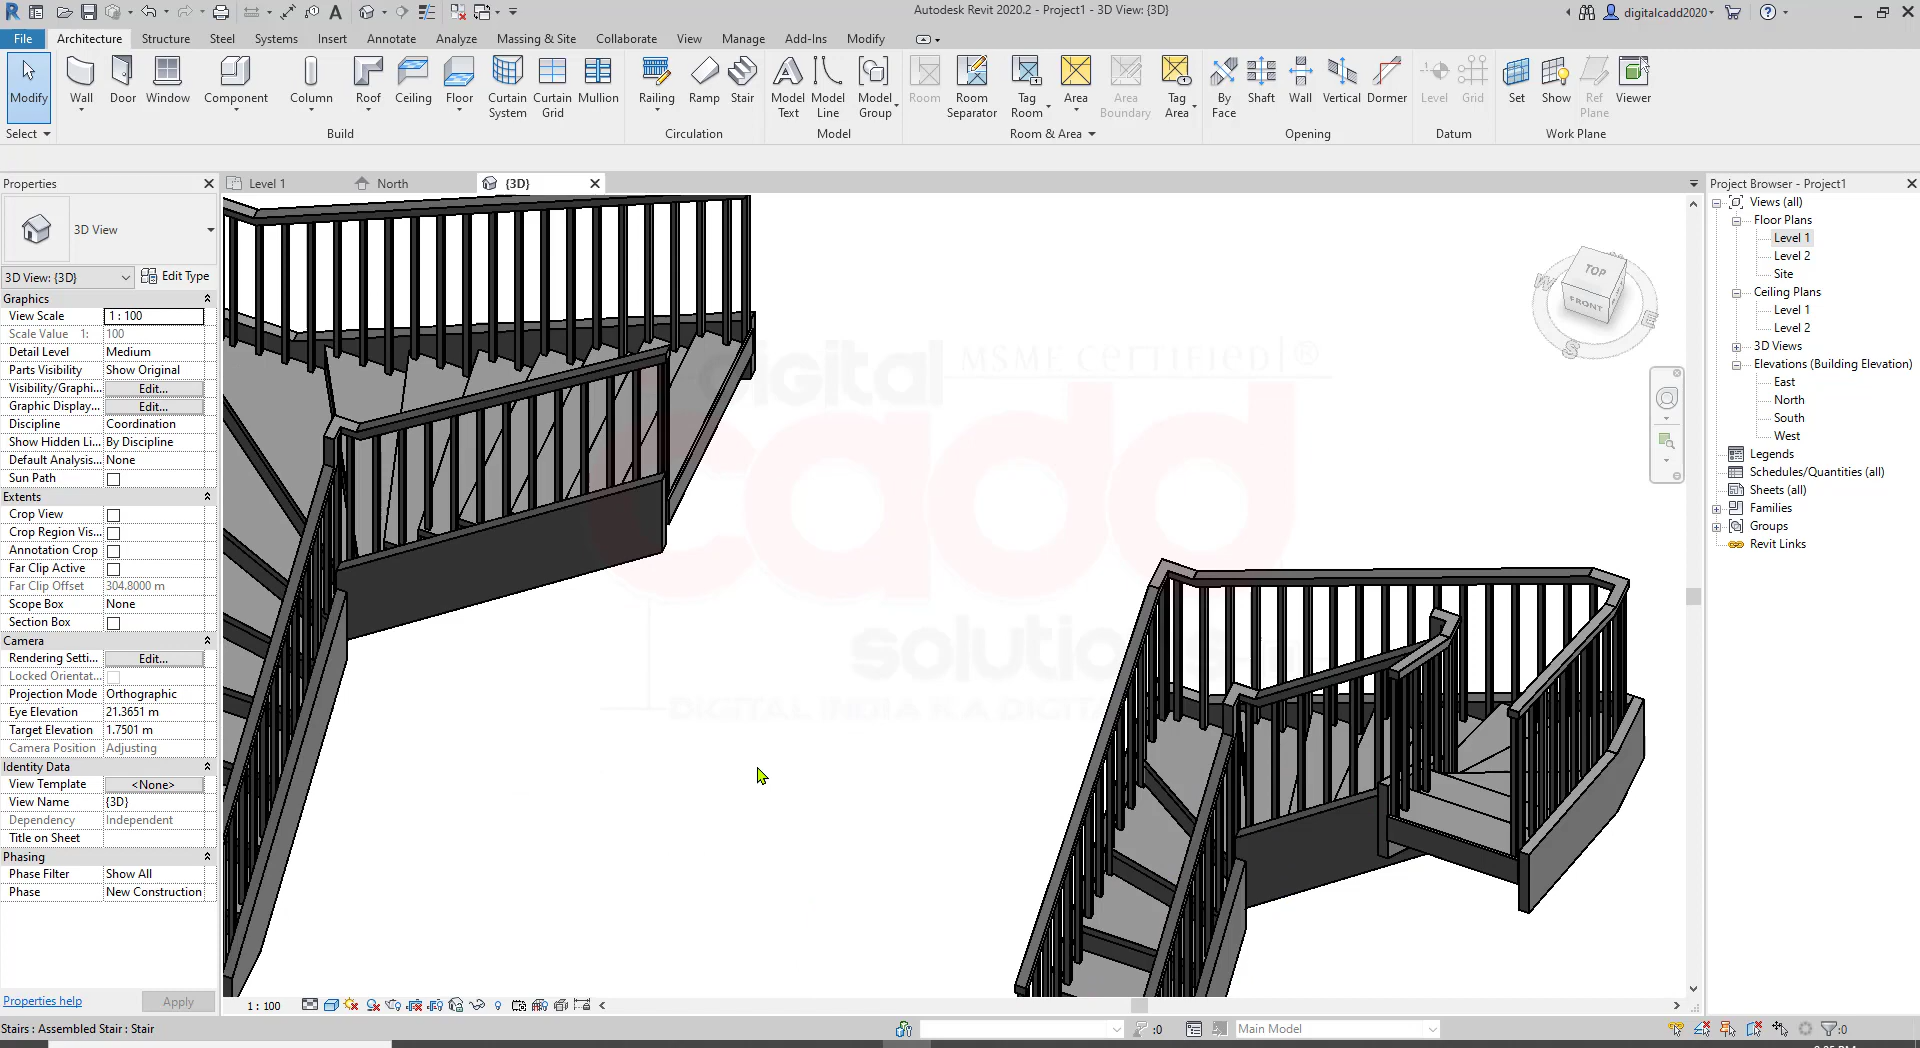 Autodesk Revit 2020.2 - Project1 - 3D View: {3D}
digitalcadd2020
File Architecture Structure Steel Systems Insert Annotate Analyze Massing & Site Collaborate View Manage Add-Ins Modify
Modify Wall Door Window Component Column Roof Ceiling Floor Curtain System Curtain Grid Mullion Railing Ramp Stair Model Text Model Line Model Group Room Room Separator Tag Room Area Area Boundary Tag Area By Face Shaft Wall Vertical Dormer Level Grid Set Show Ref Plane Viewer
Select Build Circulation Model Room & Area Opening Datum Work Plane
Properties
Level 1 North {3D}
Project Browser - Project1
3D View
3D View: {3D} Edit Type
Graphics
View Scale 1 : 100
Scale Value 1: 100
Detail Level Medium
Parts Visibility Show Original
Visibility/Graphi... Edit...
Graphic Display... Edit...
Discipline Coordination
Show Hidden Li... By Discipline
Default Analysis... None
Sun Path
Extents
Crop View
Crop Region Vis...
Annotation Crop
Far Clip Active
Far Clip Offset 304.8000 m
Scope Box None
Section Box
Camera
Rendering Setti... Edit...
Locked Orientat...
Projection Mode Orthographic
Eye Elevation 21.3651 m
Target Elevation 1.7501 m
Camera Position Adjusting
Identity Data
View Template <None>
View Name {3D}
Dependency Independent
Title on Sheet
Phasing
Phase Filter Show All
Phase New Construction
Properties help Apply
digital MSME CERTIFIED ®
cadd
TOP
FRONT
W
S
E
Views (all)
Floor Plans
Level 1
Level 2
Site
Ceiling Plans
Level 1
Level 2
3D Views
Elevations (Building Elevation)
East
North
South
West
Legends
Schedules/Quantities (all)
Sheets (all)
Families
Groups
Revit Links
1 : 100
Stairs : Assembled Stair : Stair
:0
Main Model
:0